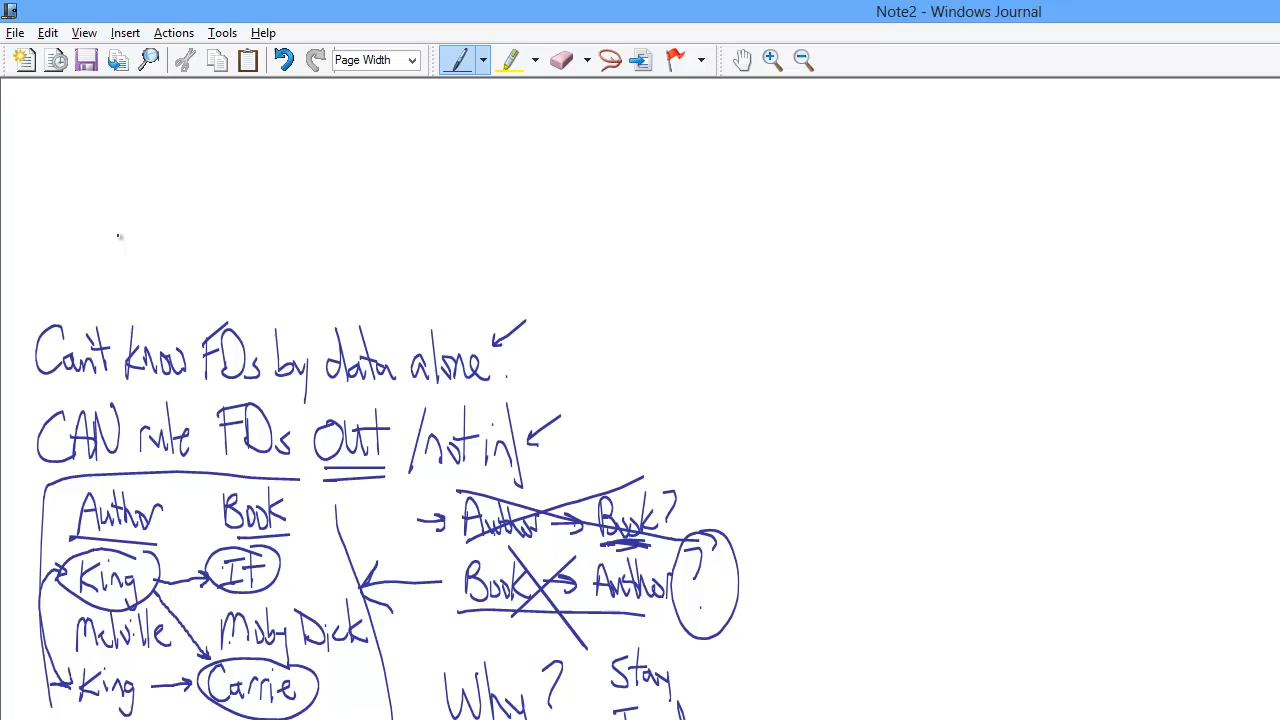 Note2 - Windows Journal
File Edit View Insert Actions Tools Help
Page Width
Can't know FDs by data alone.
CAN rule FDs OUT /not in/
Author Book
King IT
Melville Moby Dick
King Carrie
Author → Book?
Book → Author ?
Why? Stay